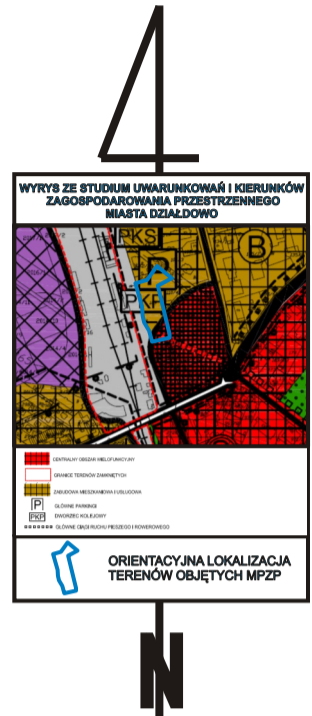 WYRYS ZE STUDIUM UWARUNKOWAŃ I KIERUNKÓW
ZAGOSPODAROWANIA PRZESTRZENNEGO
MIASTA DZIAŁDOWO
PKS
P
B
PKP
CENTRALNY OBSZAR WIELOFUNKCYJNY
GRANICE TERENÓW ZAMKNIĘTYCH
ZABUDOWA MIESZKANIOWA I USŁUGOWA
P GŁÓWNE PARKINGI
PKP DWORZEC KOLEJOWY
GŁÓWNE CIĄGI RUCHU PIESZEGO I ROWEROWEGO
ORIENTACYJNA LOKALIZACJA
TERENÓW OBJĘTYCH MPZP
N